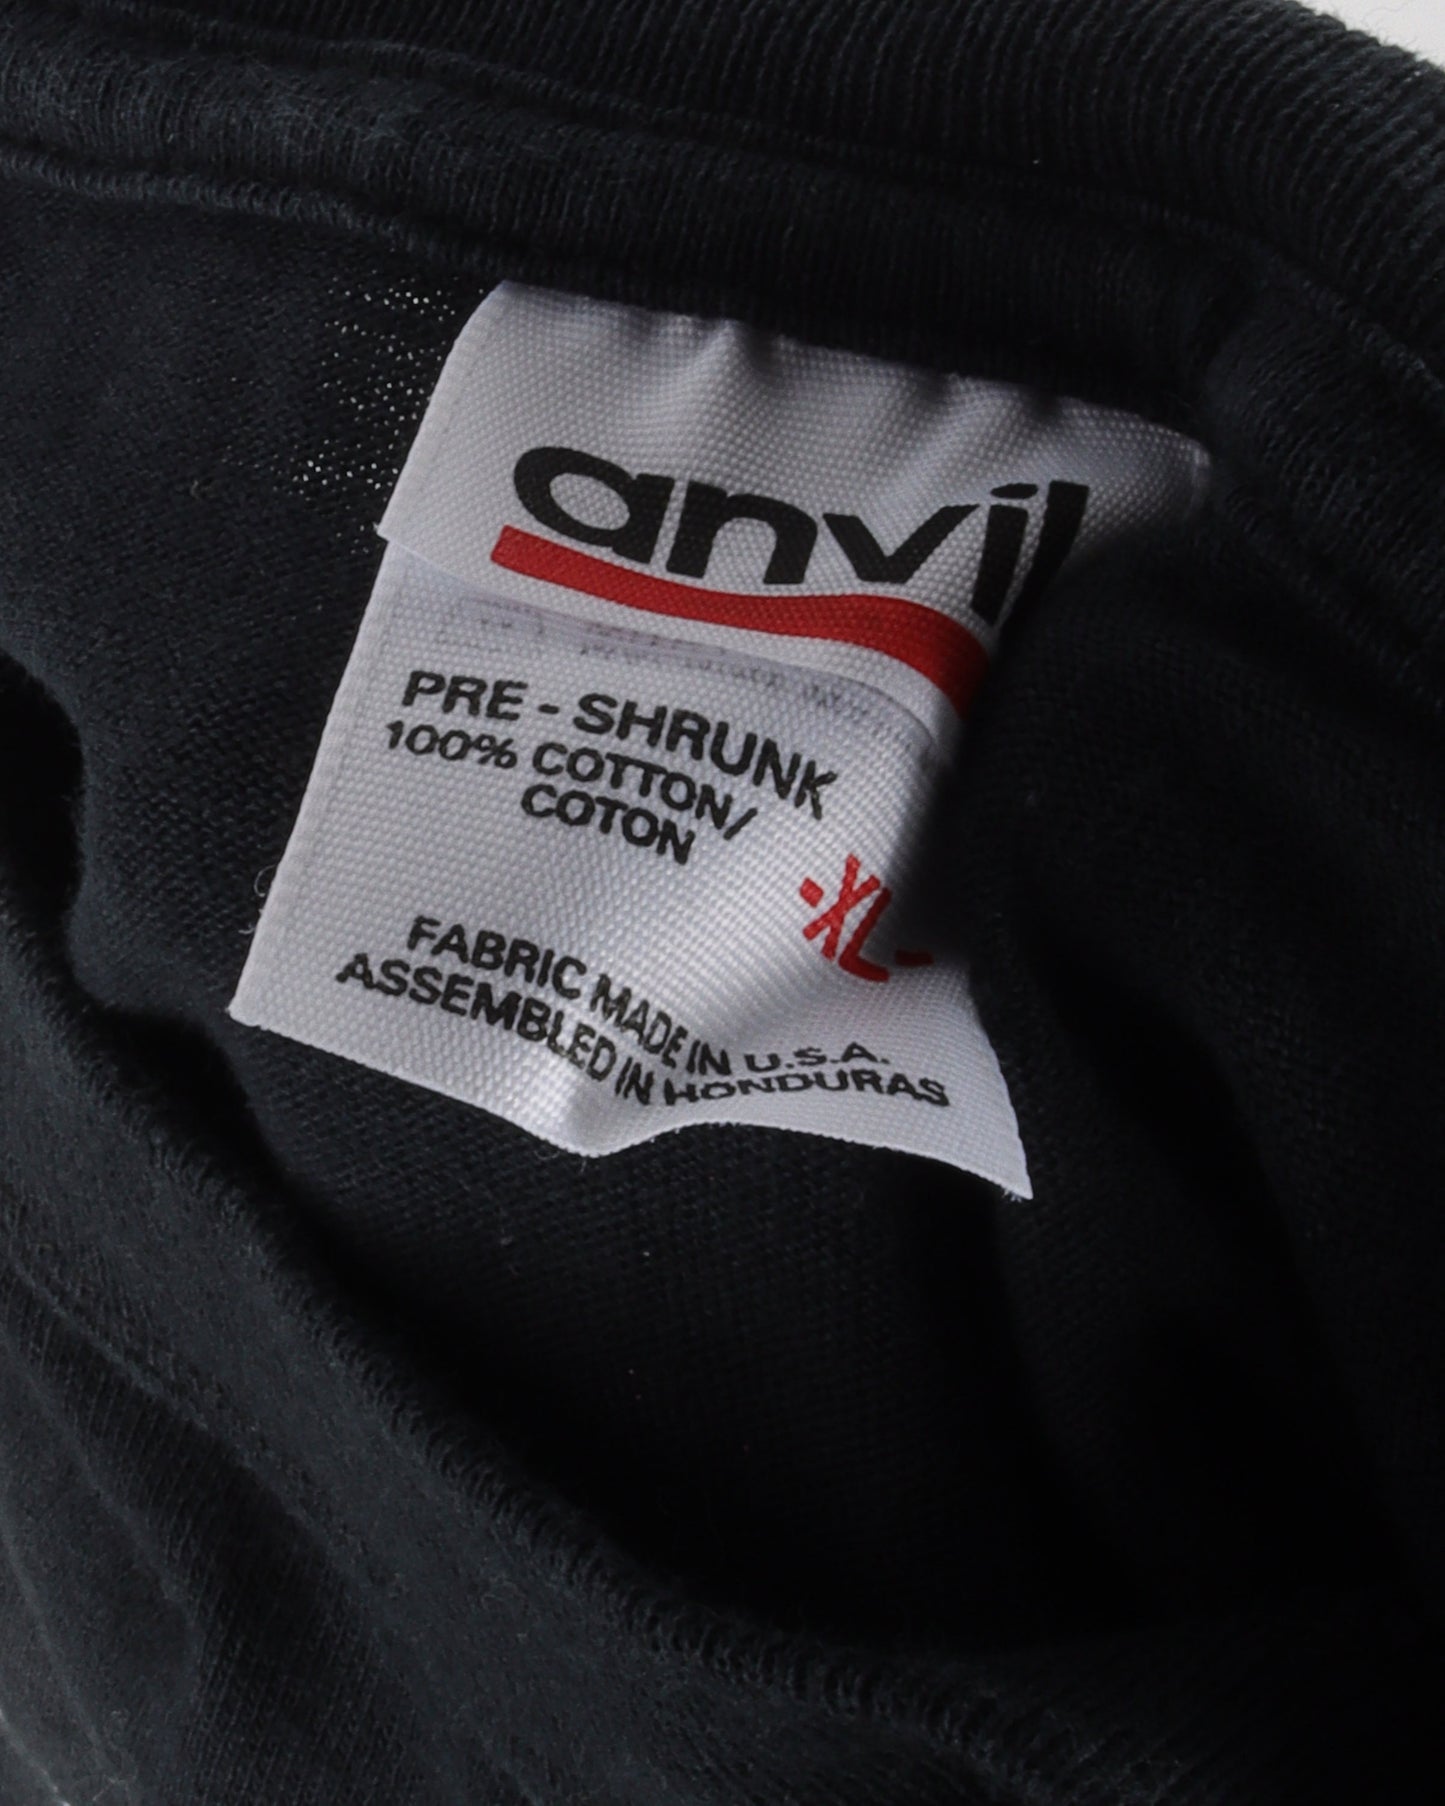 anvil
PRE-SHRUNK
100% COTTON/
COTON
-XL-
FABRIC MADE IN U.S.A.
ASSEMBLED IN HONDURAS